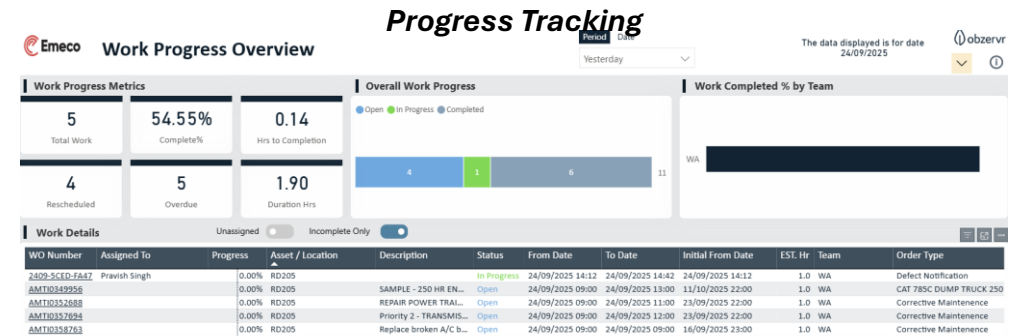 Progress Tracking
Emeco
Work Progress Overview
Period Date
Yesterday
The data displayed is for date
24/09/2025
obzervr
Work Progress Metrics
5
Total Work
54.55%
Complete%
0.14
Hrs to Completion
4
Rescheduled
5
Overdue
1.90
Duration Hrs
Overall Work Progress
Open In Progress Completed
4 1 6 11
Work Completed % by Team
WA
Work Details Unassigned Incomplete Only
WO Number Assigned To Progress Asset / Location Description Status From Date To Date Initial From Date EST. Hr Team Order Type
2409-5CED-FA47 Pravish Singh 0.00% RD205 In Progress 24/09/2025 14:12 24/09/2025 14:42 24/09/2025 14:12 1.0 WA Defect Notification
AMTI0349956 0.00% RD205 SAMPLE - 250 HR EN... Open 24/09/2025 09:00 24/09/2025 13:00 11/10/2025 22:00 1.0 WA CAT 785C DUMP TRUCK 250
AMTI0352688 0.00% RD205 REPAIR POWER TRAI... Open 24/09/2025 09:00 24/09/2025 11:00 23/09/2025 22:00 1.0 WA Corrective Maintenence
AMTI0357694 0.00% RD205 Priority 2 - TRANSMIS... Open 24/09/2025 09:00 24/09/2025 12:00 23/09/2025 22:00 1.0 WA Corrective Maintenence
AMTI0358763 0.00% RD205 Replace broken A/C b... Open 24/09/2025 09:00 24/09/2025 09:00 16/09/2025 23:00 1.0 WA Corrective Maintenence